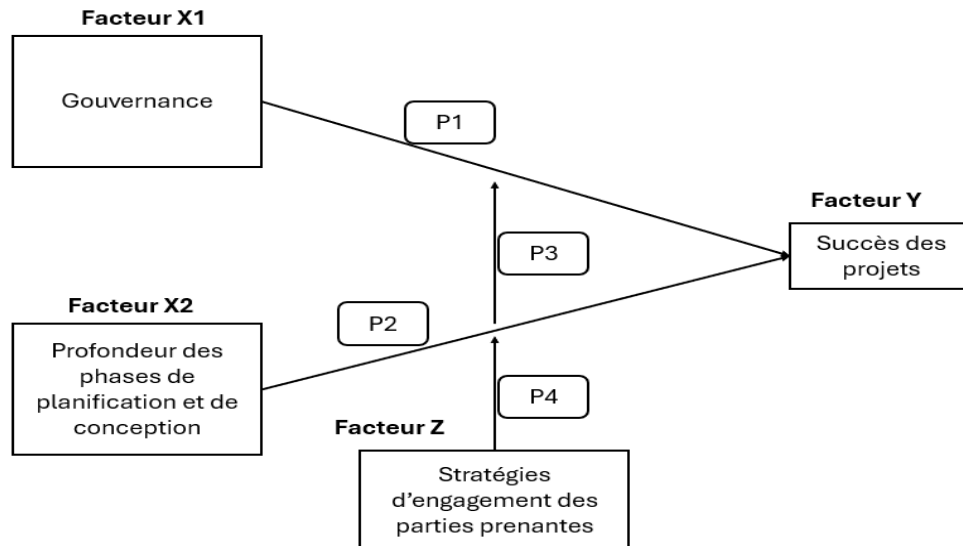 Facteur X1
Gouvernance
P1
Facteur Y
Succès des
projets
P3
Facteur X2
P2
Profondeur des
phases de
planification et de
conception
P4
Facteur Z
Stratégies
d’engagement des
parties prenantes